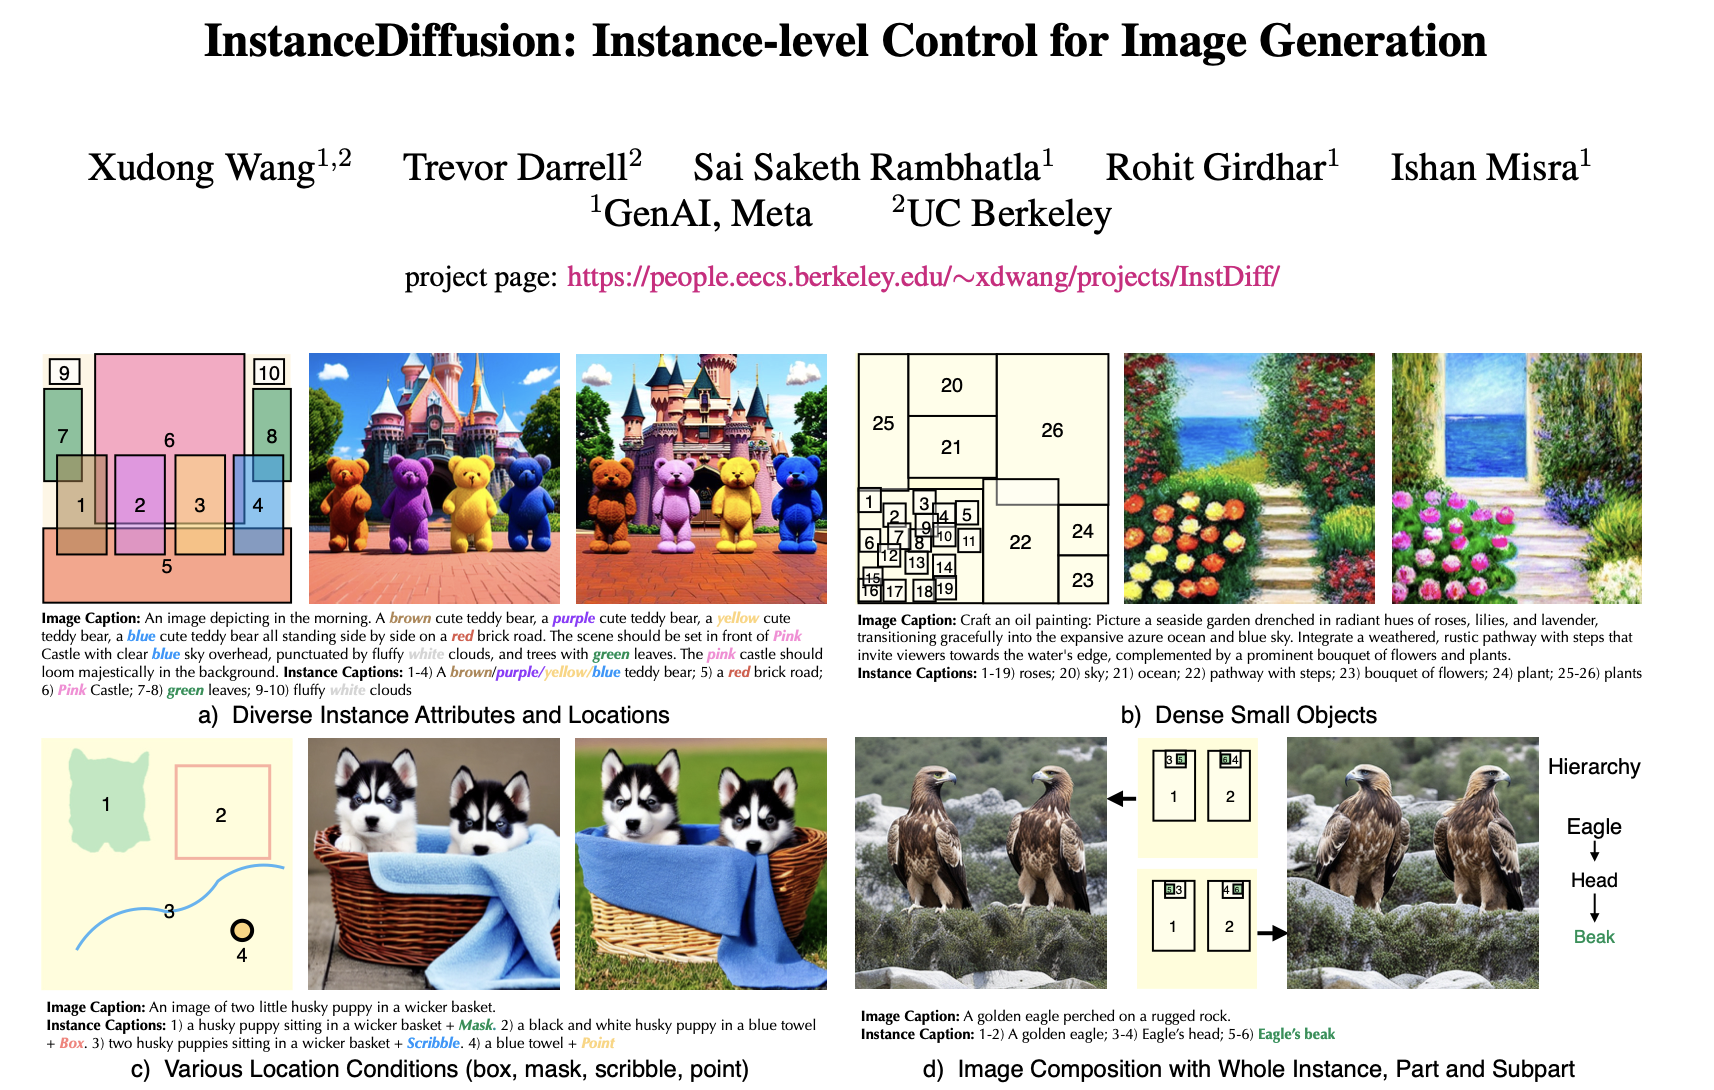 InstanceDiffusion: Instance-level Control for Image Generation
Xudong Wang1,2 Trevor Darrell2 Sai Saketh Rambhatla1 Rohit Girdhar1 Ishan Misra1
1GenAI, Meta 2UC Berkeley
project page: https://people.eecs.berkeley.edu/~xdwang/projects/InstDiff/
9 10
7 6 8
1 2 3 4
5
Image Caption: An image depicting in the morning. A brown cute teddy bear, a purple cute teddy bear, a yellow cute
teddy bear, a blue cute teddy bear all standing side by side on a red brick road. The scene should be set in front of Pink
Castle with clear blue sky overhead, punctuated by fluffy white clouds, and trees with green leaves. The pink castle should
loom majestically in the background. Instance Captions: 1-4) A brown/purple/yellow/blue teddy bear; 5) a red brick road;
6) Pink Castle; 7-8) green leaves; 9-10) fluffy white clouds
a) Diverse Instance Attributes and Locations
20
25 26
21
1 3
2 4 5
9
6 7 8 10 11
22 24
12 13 14
15 23
16 17 18 19
Image Caption: Craft an oil painting: Picture a seaside garden drenched in radiant hues of roses, lilies, and lavender,
transitioning gracefully into the expansive azure ocean and blue sky. Integrate a weathered, rustic pathway with steps that
invite viewers towards the water's edge, complemented by a prominent bouquet of flowers and plants.
Instance Captions: 1-19) roses; 20) sky; 21) ocean; 22) pathway with steps; 23) bouquet of flowers; 24) plant; 25-26) plants
b) Dense Small Objects
1 2
3
4
Image Caption: An image of two little husky puppy in a wicker basket.
Instance Captions: 1) a husky puppy sitting in a wicker basket + Mask. 2) a black and white husky puppy in a blue towel
+ Box. 3) two husky puppies sitting in a wicker basket + Scribble. 4) a blue towel + Point
c) Various Location Conditions (box, mask, scribble, point)
3 5 6 4
1 2
5 3 4 6
1 2
Hierarchy
Eagle
Head
Beak
Image Caption: A golden eagle perched on a rugged rock.
Instance Caption: 1-2) A golden eagle; 3-4) Eagle's head; 5-6) Eagle's beak
d) Image Composition with Whole Instance, Part and Subpart